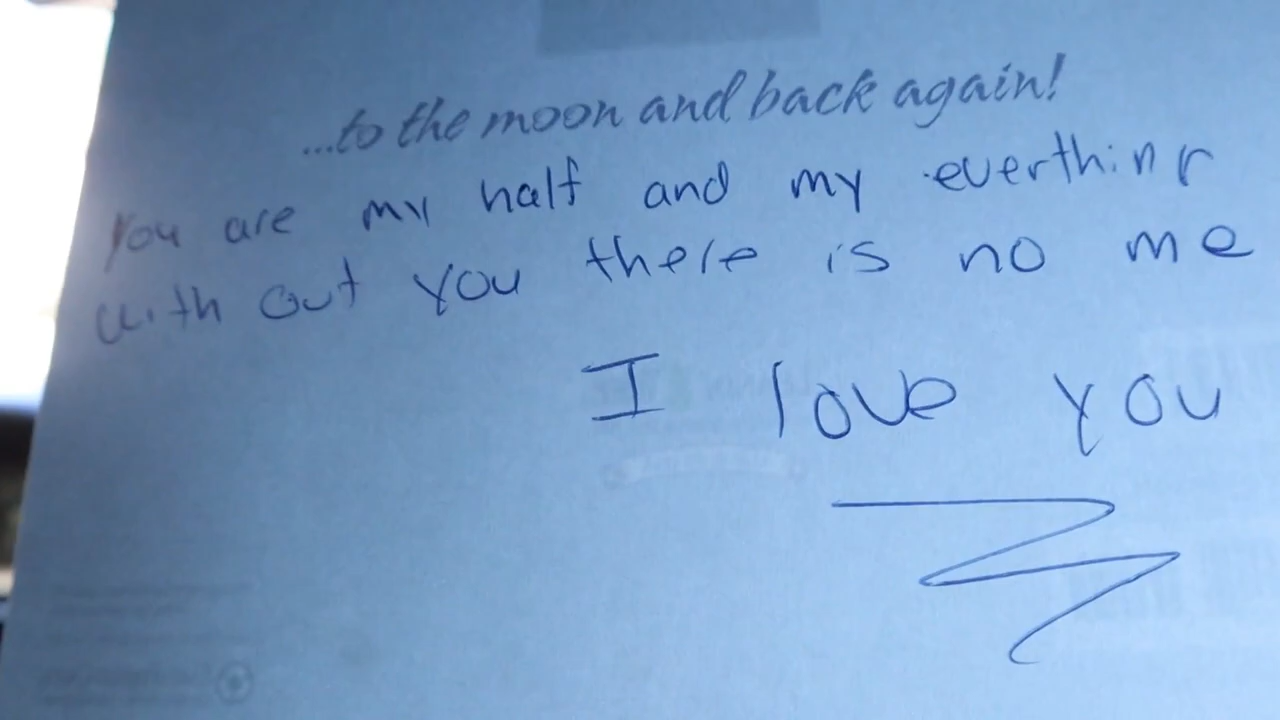 ...to the moon and back again!
You are my half and my everthinr
with out you there is no me
I love you